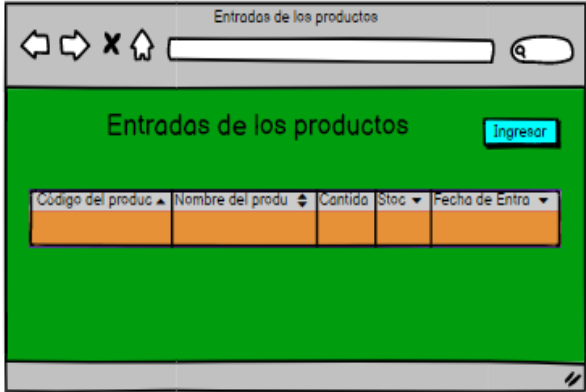 Entradas de los productos
Entradas de los productos
Ingresar
Código del produc Nombre del produ Cantida Stoc Fecha de Entra